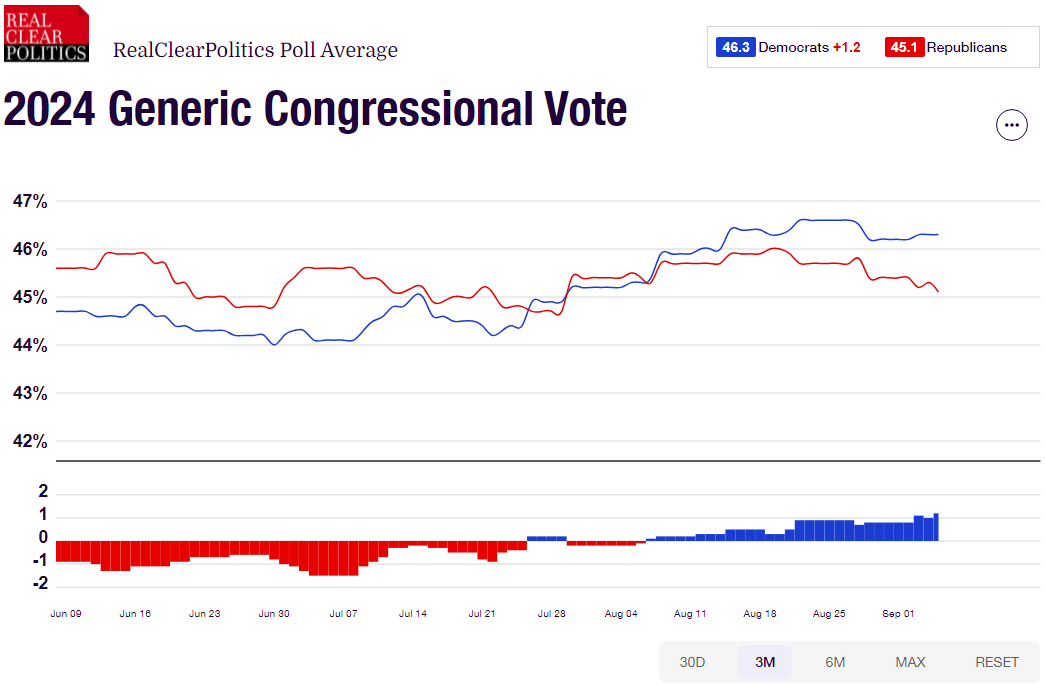 REAL
CLEAR
POLITICS
RealClearPolitics Poll Average
46.3 Democrats +1.2 45.1 Republicans
2024 Generic Congressional Vote
47%
46%
45%
44%
43%
42%
2
1
0
-1
-2
Jun 09 Jun 16 Jun 23 Jun 30 Jul 07 Jul 14 Jul 21 Jul 28 Aug 04 Aug 11 Aug 18 Aug 25 Sep 01
30D 3M 6M MAX RESET